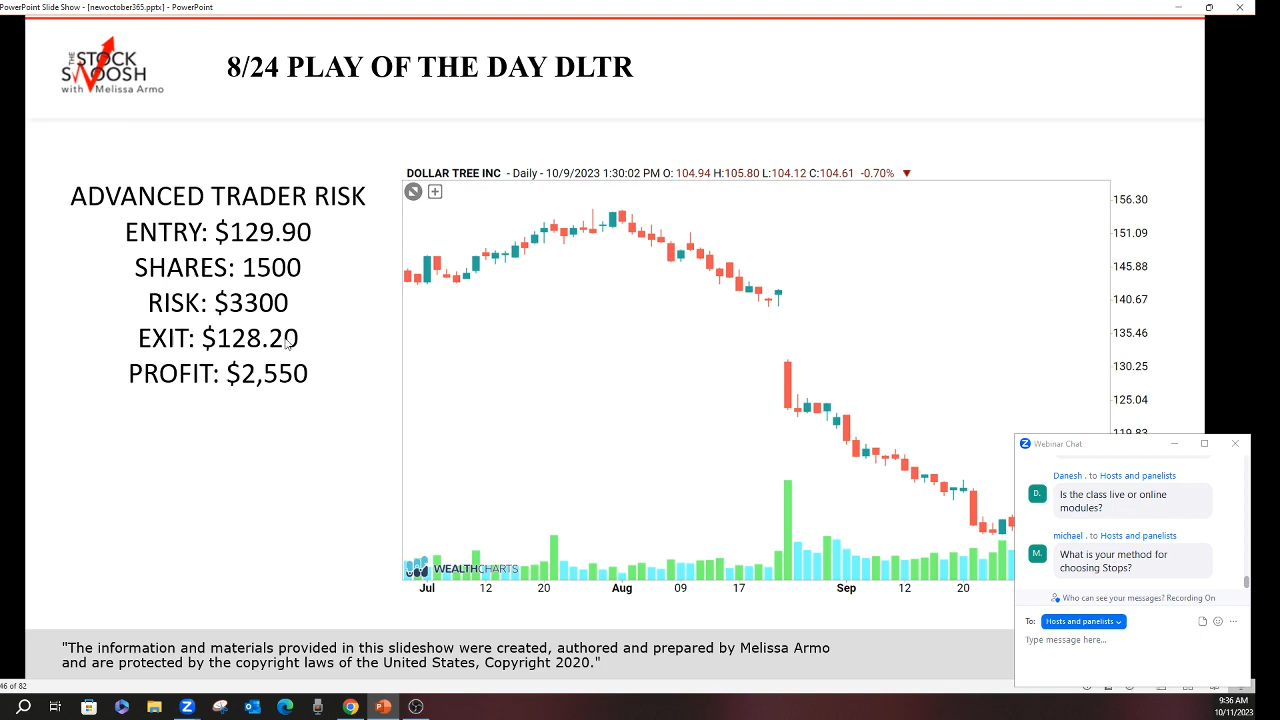 PowerPoint Slide Show - [newoctober365.pptx] - PowerPoint
THE
STOCK
SWOOSH
with Melissa Armo
8/24 PLAY OF THE DAY DLTR
ADVANCED TRADER RISK
ENTRY: $129.90
SHARES: 1500
RISK: $3300
EXIT: $128.20
PROFIT: $2,550
DOLLAR TREE INC - Daily - 10/9/2023 1:30:02 PM O: 104.94 H:105.80 L:104.12 C:104.61 -0.70%
156.30
151.09
145.88
140.67
135.46
130.25
125.04
119.83
WEALTHCHARTS
Jul 12 20 Aug 09 17 Sep 12 20
Webinar Chat
Danesh . to Hosts and panelists
D.
Is the class live or online
modules?
michael . to Hosts and panelists
M.
What is your method for
choosing Stops?
Who can see your messages? Recording On
To: Hosts and panelists
Type message here...
"The information and materials provided in this slideshow were created, authored and prepared by Melissa Armo
and are protected by the copyright laws of the United States, Copyright 2020."
46 of 82
9:36 AM
10/11/2023